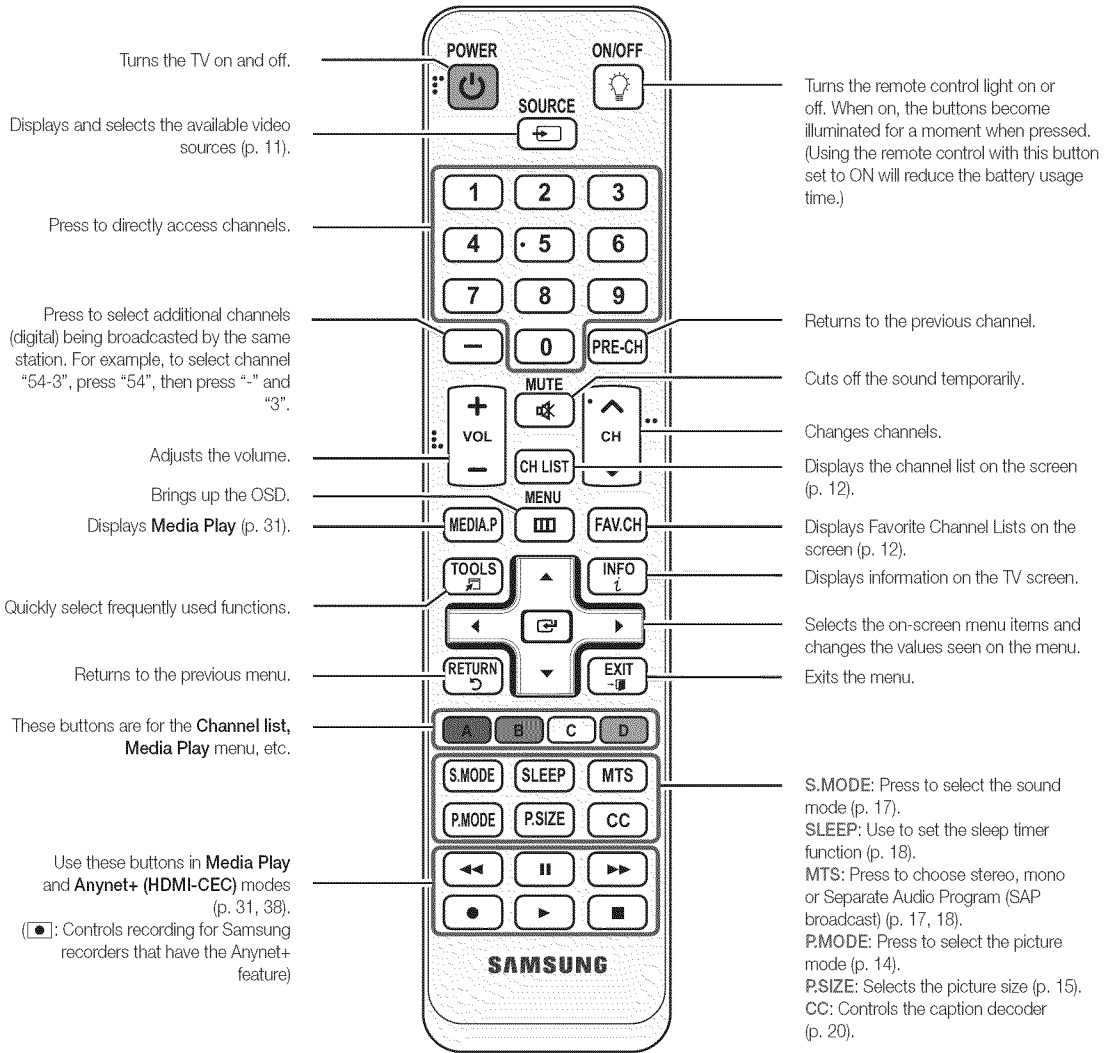 Turns the TV on and off.
Displays and selects the available video
sources (p. 11).
Press to directly access channels.
Press to select additional channels
(digital) being broadcasted by the same
station. For example, to select channel
“54-3”, press “54”, then press “-” and
“3”.
Adjusts the volume.
Brings up the OSD.
Displays Media Play (p. 31).
Quickly select frequently used functions.
Returns to the previous menu.
These buttons are for the Channel list,
Media Play menu, etc.
Use these buttons in Media Play
and Anynet+ (HDMI-CEC) modes
(p. 31, 38).
(: Controls recording for Samsung
recorders that have the Anynet+
feature)
POWER
ON/OFF
SOURCE
1 2 3
4 5 6
7 8 9
− 0 PRE-CH
MUTE
+
VOL
−
CH
CH LIST
MENU
MEDIA.P
FAV.CH
TOOLS
INFO
i
RETURN
EXIT
A B C D
S.MODE SLEEP MTS
P.MODE P.SIZE CC
SAMSUNG
Turns the remote control light on or
off. When on, the buttons become
illuminated for a moment when pressed.
(Using the remote control with this button
set to ON will reduce the battery usage
time.)
Returns to the previous channel.
Cuts off the sound temporarily.
Changes channels.
Displays the channel list on the screen
(p. 12).
Displays Favorite Channel Lists on the
screen (p. 12).
Displays information on the TV screen.
Selects the on-screen menu items and
changes the values seen on the menu.
Exits the menu.
S.MODE: Press to select the sound
mode (p. 17).
SLEEP: Use to set the sleep timer
function (p. 18).
MTS: Press to choose stereo, mono
or Separate Audio Program (SAP
broadcast) (p. 17, 18).
P.MODE: Press to select the picture
mode (p. 14).
P.SIZE: Selects the picture size (p. 15).
CC: Controls the caption decoder
(p. 20).